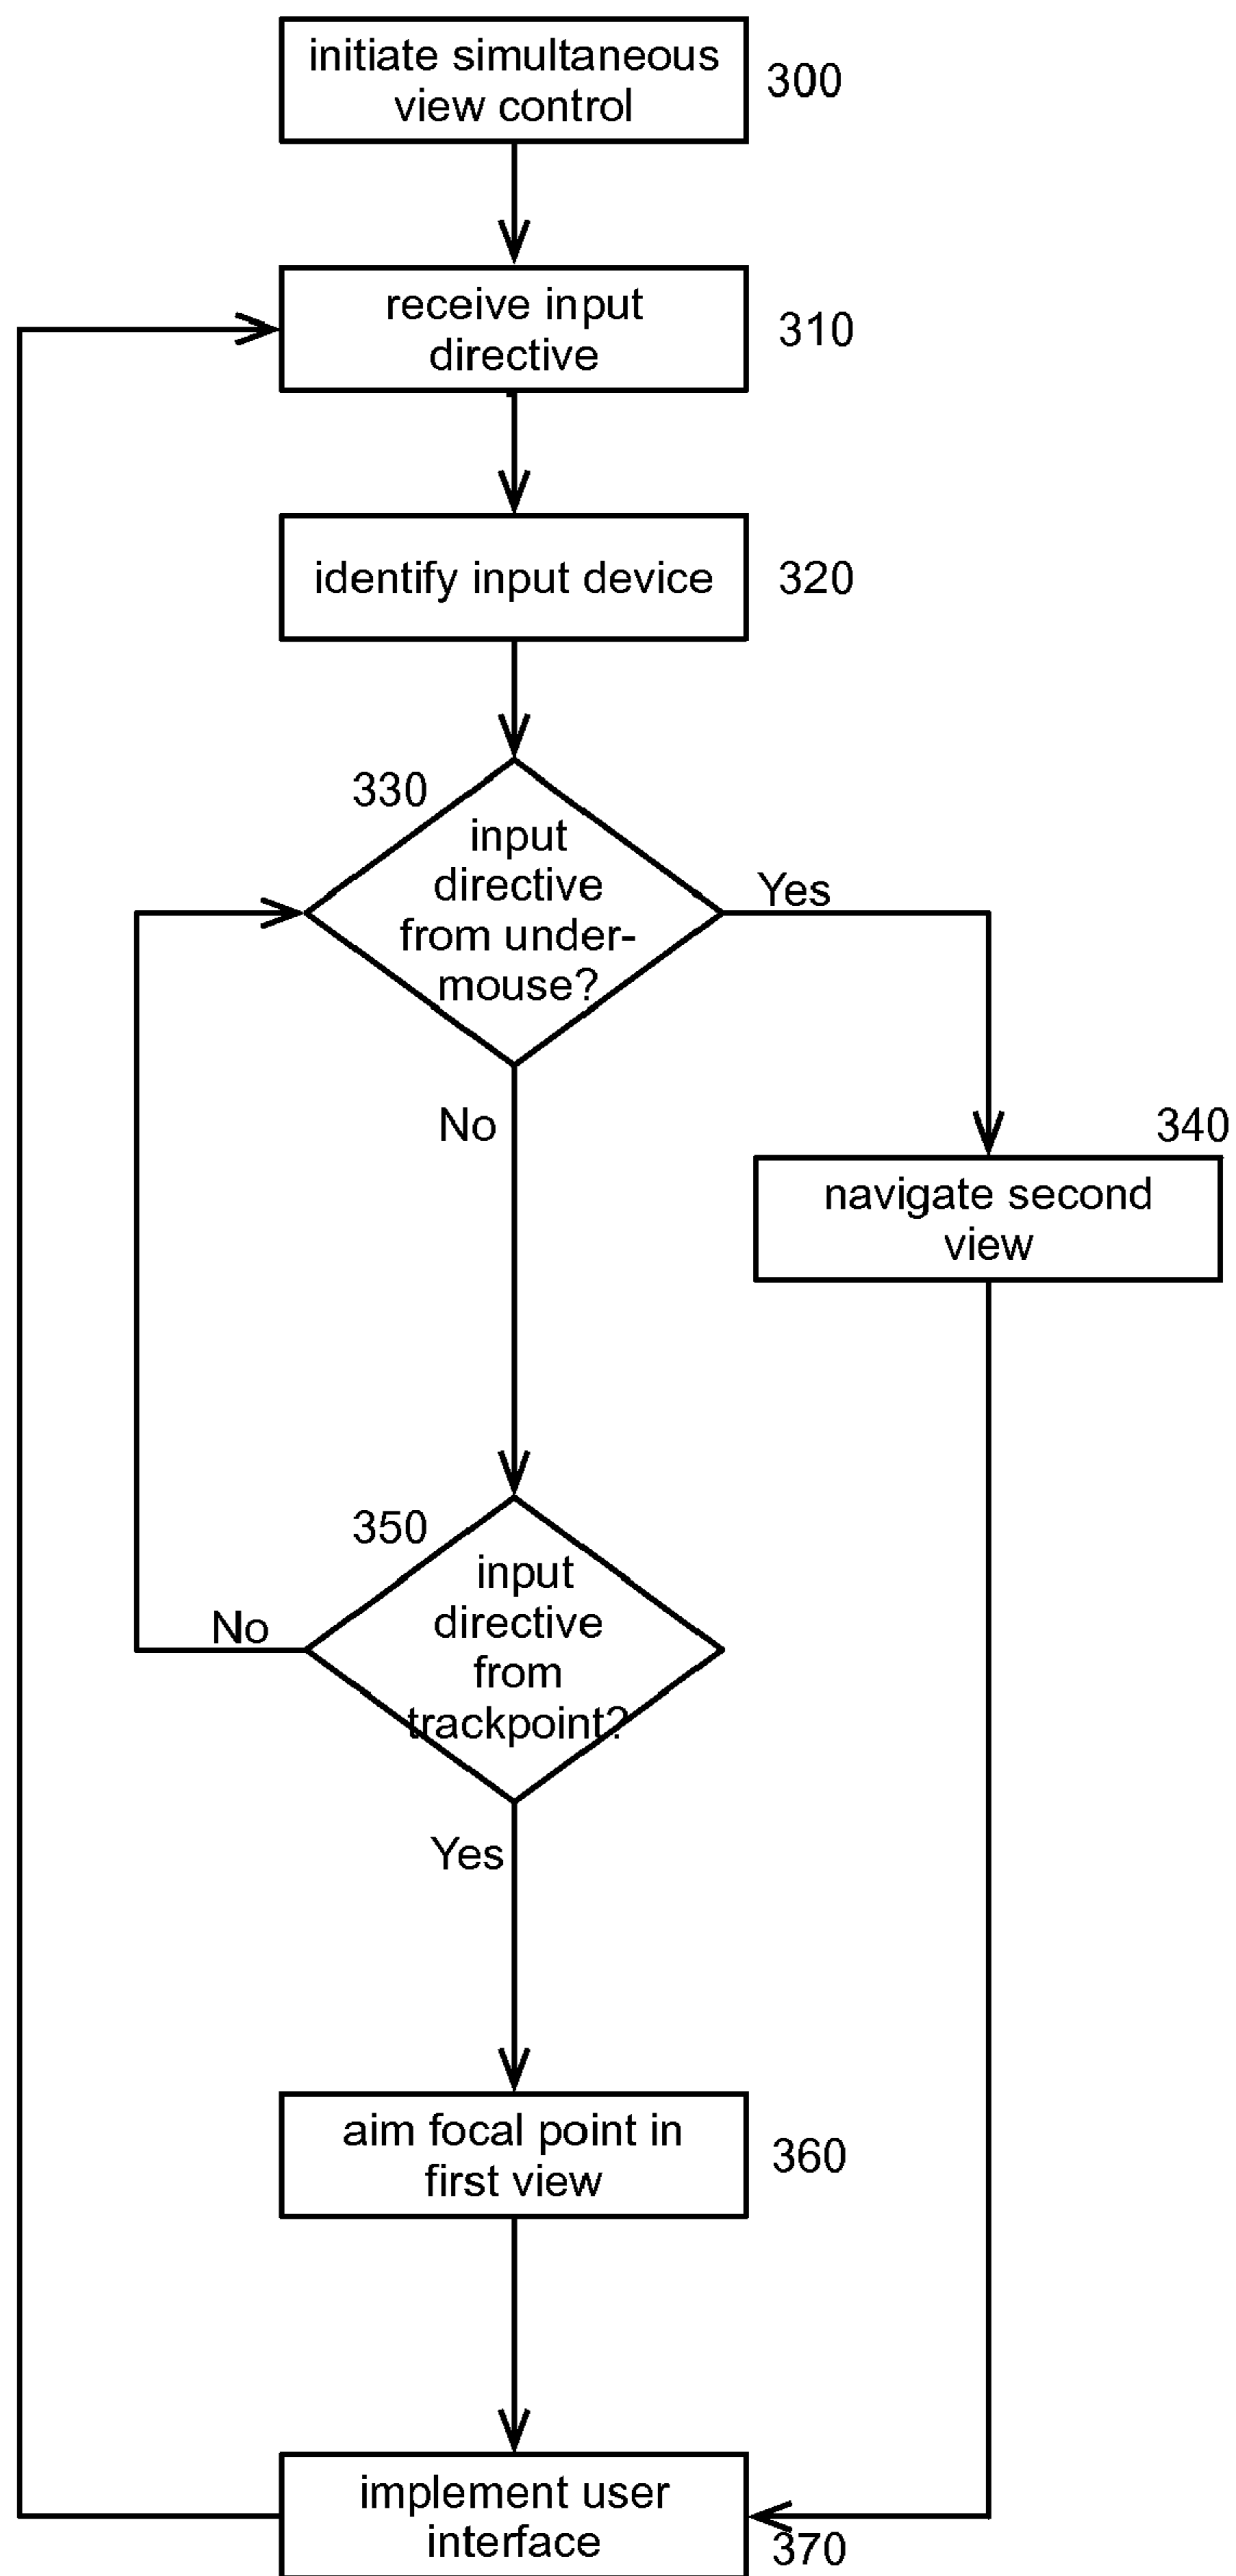 initiate simultaneous
view control
300
receive input
directive
310
identify input device
320
330
input
directive
from under-
mouse?
Yes
No
340
navigate second
view
350
input
directive
from
trackpoint?
No
Yes
aim focal point in
first view
360
implement user
interface
370